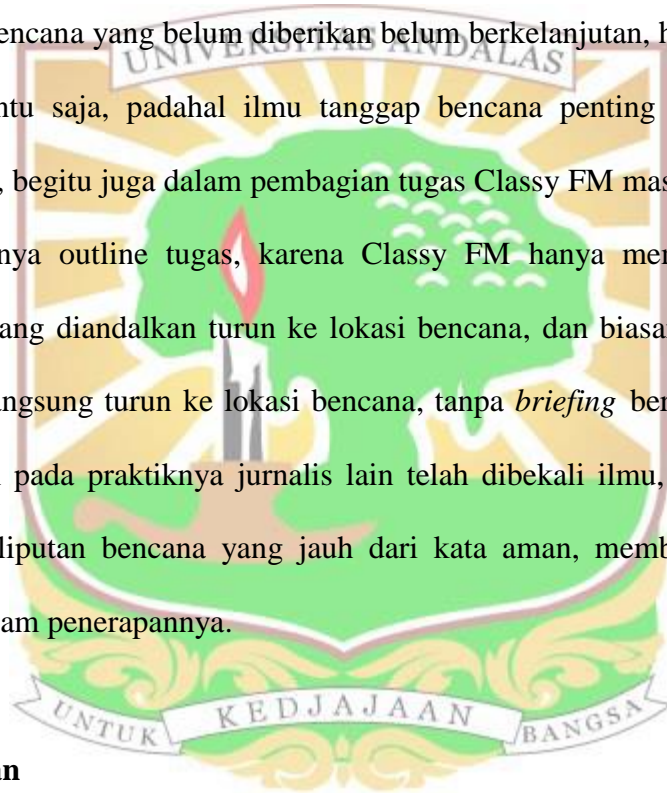 encana yang belum diberikan belum berkelanjutan, h
UNIVERSITAS ANDALAS
ntu saja, padahal ilmu tanggap bencana penting
, begitu juga dalam pembagian tugas Classy FM mas
nya outline tugas, karena Classy FM hanya mer
ang diandalkan turun ke lokasi bencana, dan biasar
angsung turun ke lokasi bencana, tanpa briefing ber
pada praktiknya jurnalis lain telah dibekali ilmu,
liputan bencana yang jauh dari kata aman, memb
am penerapannya.
UNTUK KEDJAJAAN BANGSA
an